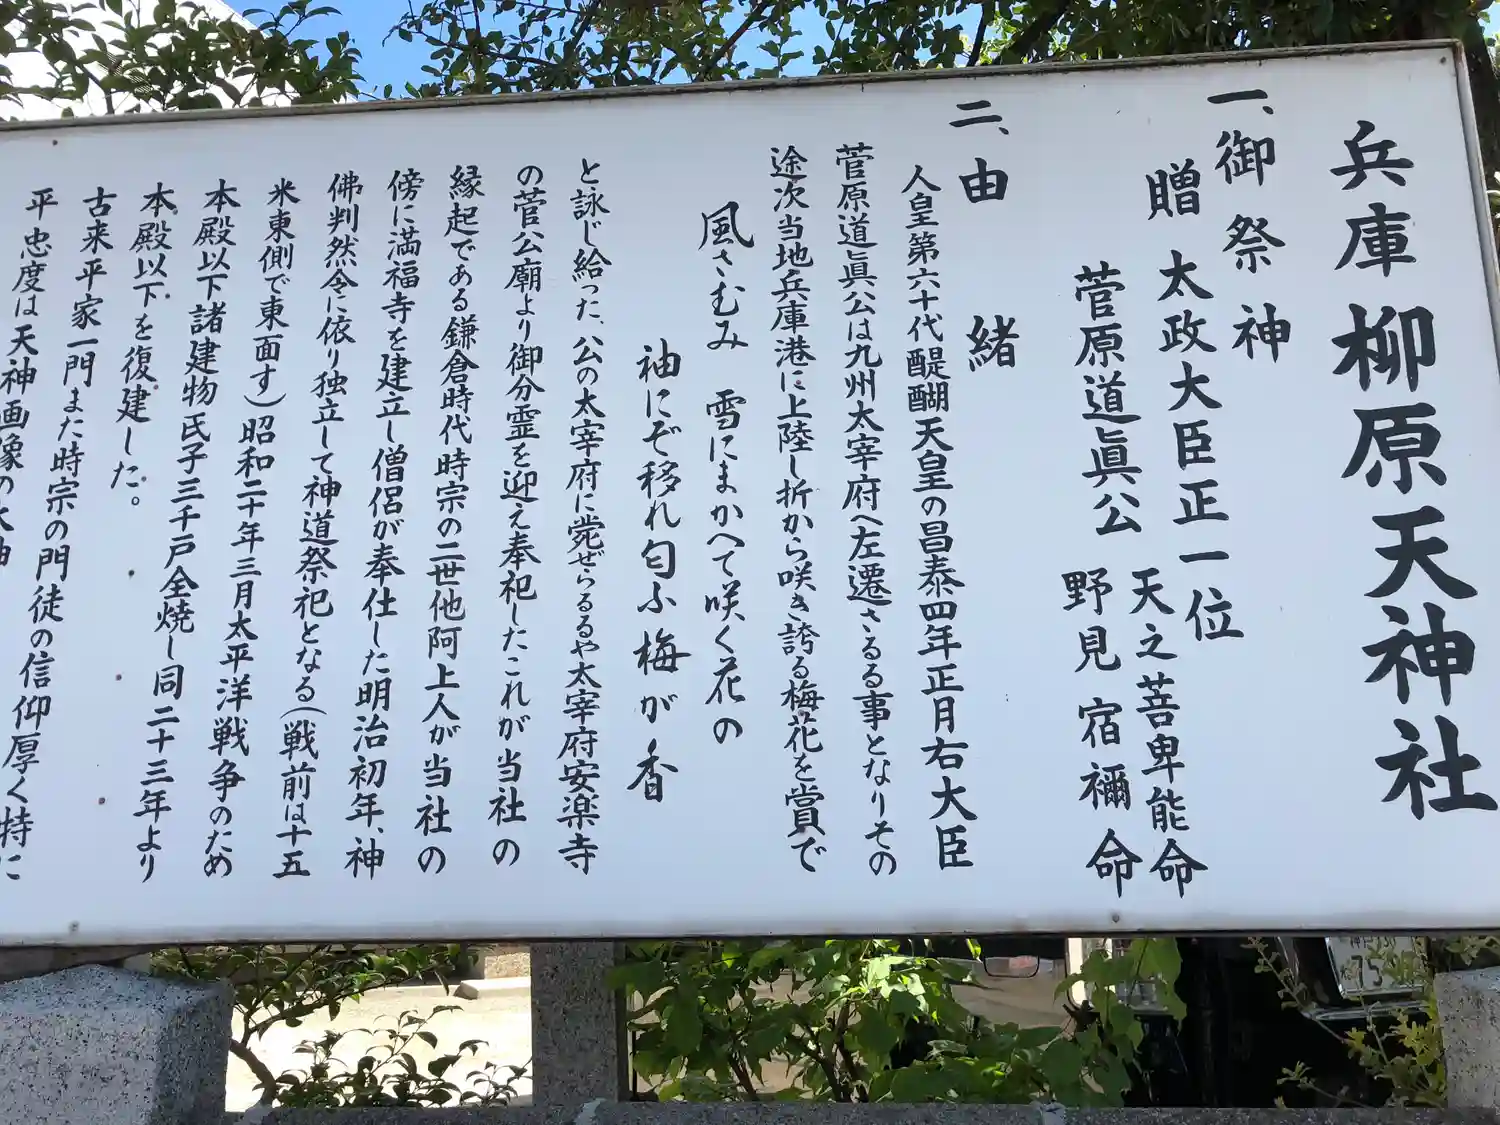 兵庫柳原天神社
一、御祭神
贈 太政大臣正一位
菅原道眞公 天之菩卑能命
野見宿禰命
二、由緒
人皇第六十代醍醐天皇の昌泰四年正月右大臣
菅原道眞公は九州太宰府へ左遷さるる事となりその
途次当地兵庫港に上陸し折から咲き誇る梅花を賞で
風さむみ 雪にまかへて咲く花の
袖にぞ移れ匂ふ梅が香
と詠じ給った、公の太宰府に薨ぜらるるや太宰府安楽寺
の菅公廟より御分霊を迎え奉祀したこれが当社の
縁起である鎌倉時代時宗の二世他阿上人が当社の
傍に満福寺を建立し僧侶が奉仕した明治初年、神
佛判然令に依り独立して神道祭祀となる(戦前は十五
米東側で東面す)昭和二十年三月太平洋戦争のため
本殿以下諸建物氏子三千戸全焼し同二十三年より
本殿以下を復建した。
古来平家一門また時宗の門徒の信仰厚く特に
平忠度は天神画像の